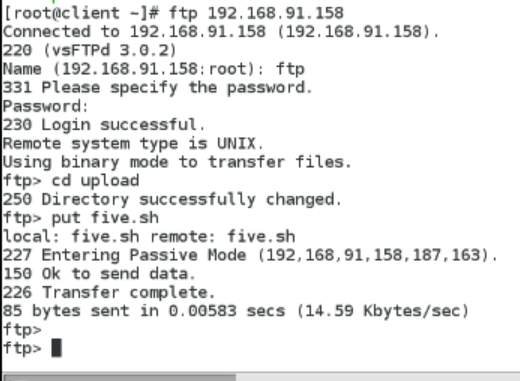 [root@client ~]# ftp 192.168.91.158
Connected to 192.168.91.158 (192.168.91.158).
220 (vsFTPd 3.0.2)
Name (192.168.91.158:root): ftp
331 Please specify the password.
Password:
230 Login successful.
Remote system type is UNIX.
Using binary mode to transfer files.
ftp> cd upload
250 Directory successfully changed.
ftp> put five.sh
local: five.sh remote: five.sh
227 Entering Passive Mode (192,168,91,158,187,163).
150 Ok to send data.
226 Transfer complete.
85 bytes sent in 0.00583 secs (14.59 Kbytes/sec)
ftp>
ftp>